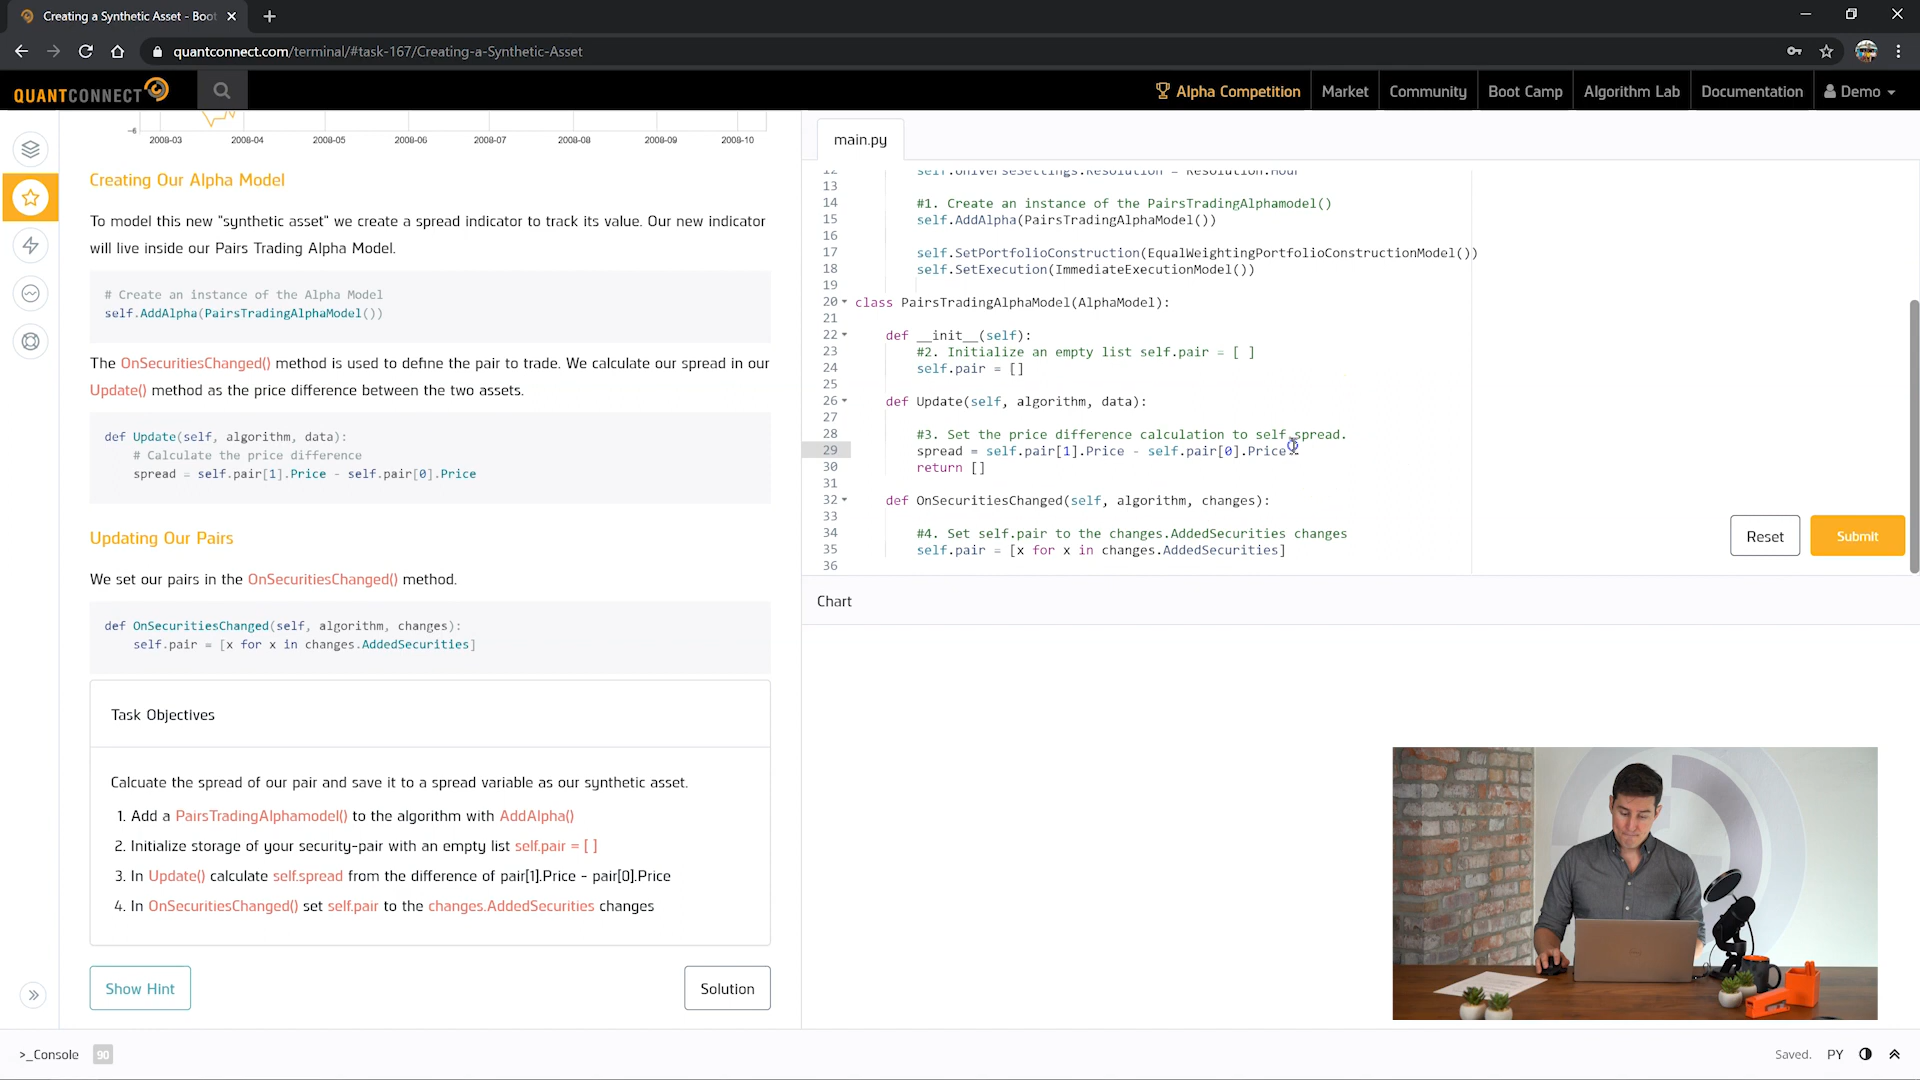 Creating a Synthetic Asset - Boot
quantconnect.com/terminal/#task-167/Creating-a-Synthetic-Asset
QUANTCONNECT
Alpha Competition
Market
Community
Boot Camp
Algorithm Lab
Documentation
Demo
-6
2008-03 2008-04 2008-05 2008-06 2008-07 2008-08 2008-09 2008-10
Creating Our Alpha Model
To model this new "synthetic asset" we create a spread indicator to track its value. Our new indicator
will live inside our Pairs Trading Alpha Model.
# Create an instance of the Alpha Model
self.AddAlpha(PairsTradingAlphaModel())
The OnSecuritiesChanged() method is used to define the pair to trade. We calculate our spread in our
Update() method as the price difference between the two assets.
def Update(self, algorithm, data):
# Calculate the price difference
spread = self.pair[1].Price - self.pair[0].Price
Updating Our Pairs
We set our pairs in the OnSecuritiesChanged() method.
def OnSecuritiesChanged(self, algorithm, changes):
self.pair = [x for x in changes.AddedSecurities]
Task Objectives
Calcuate the spread of our pair and save it to a spread variable as our synthetic asset.
1. Add a PairsTradingAlphamodel() to the algorithm with AddAlpha()
2. Initialize storage of your security-pair with an empty list self.pair = [ ]
3. In Update() calculate self.spread from the difference of pair[1].Price - pair[0].Price
4. In OnSecuritiesChanged() set self.pair to the changes.AddedSecurities changes
Show Hint
Solution
main.py
12 self.UniverseSettings.Resolution = Resolution.Hour
13
14 #1. Create an instance of the PairsTradingAlphamodel()
15 self.AddAlpha(PairsTradingAlphaModel())
16
17 self.SetPortfolioConstruction(EqualWeightingPortfolioConstructionModel())
18 self.SetExecution(ImmediateExecutionModel())
19
20 class PairsTradingAlphaModel(AlphaModel):
21
22 def __init__(self):
23 #2. Initialize an empty list self.pair = [ ]
24 self.pair = []
25
26 def Update(self, algorithm, data):
27
28 #3. Set the price difference calculation to self.spread.
29 spread = self.pair[1].Price - self.pair[0].Price
30 return []
31
32 def OnSecuritiesChanged(self, algorithm, changes):
33
34 #4. Set self.pair to the changes.AddedSecurities changes
35 self.pair = [x for x in changes.AddedSecurities]
36
Reset
Submit
Chart
>_Console 90
Saved. PY